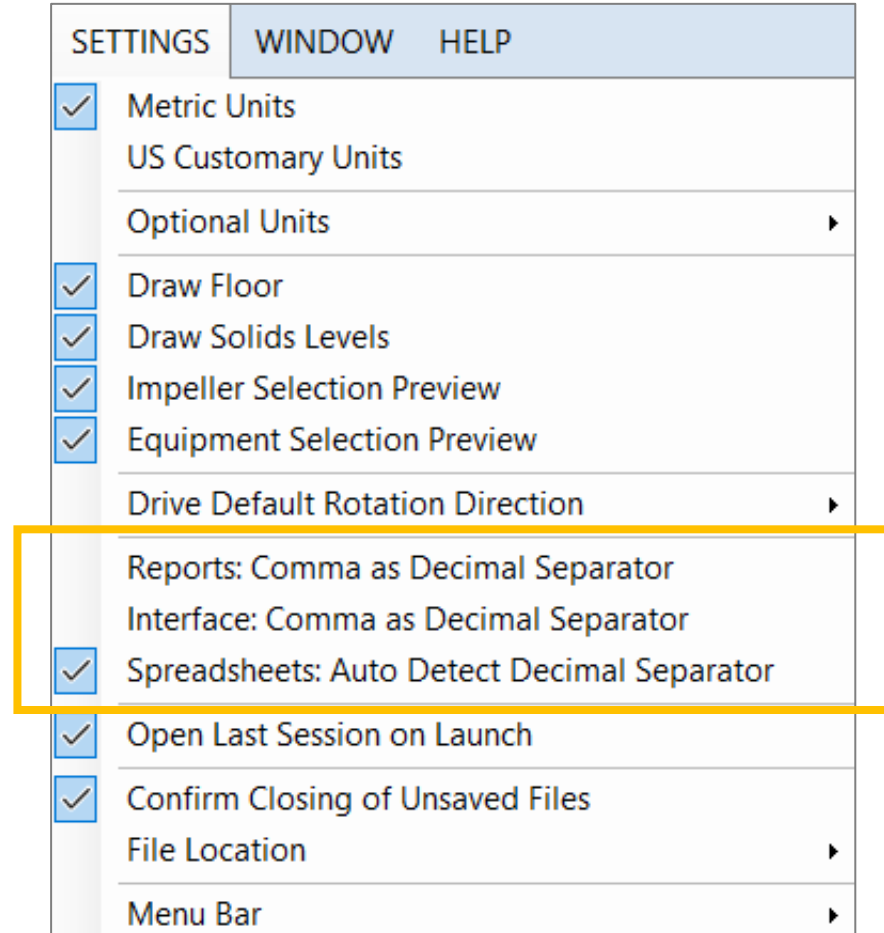 SETTINGS WINDOW HELP
Metric Units
US Customary Units
Optional Units
Draw Floor
Draw Solids Levels
Impeller Selection Preview
Equipment Selection Preview
Drive Default Rotation Direction
Reports: Comma as Decimal Separator
Interface: Comma as Decimal Separator
Spreadsheets: Auto Detect Decimal Separator
Open Last Session on Launch
Confirm Closing of Unsaved Files
File Location
Menu Bar